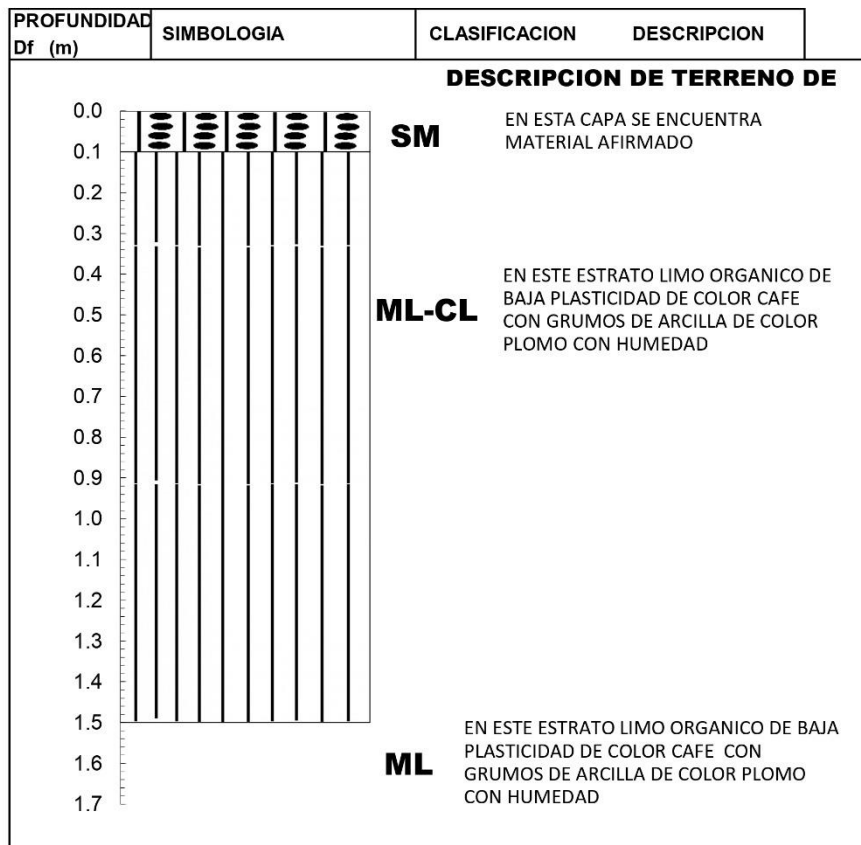 PROFUNDIDAD
Df (m)
SIMBOLOGIA
CLASIFICACION
DESCRIPCION
DESCRIPCION DE TERRENO DE
0.0
0.1
0.2
0.3
0.4
0.5
0.6
0.7
0.8
0.9
1.0
1.1
1.2
1.3
1.4
1.5
1.6
1.7
SM
EN ESTA CAPA SE ENCUENTRA
MATERIAL AFIRMADO
ML-CL
EN ESTE ESTRATO LIMO ORGANICO DE
BAJA PLASTICIDAD DE COLOR CAFE
CON GRUMOS DE ARCILLA DE COLOR
PLOMO CON HUMEDAD
ML
EN ESTE ESTRATO LIMO ORGANICO DE BAJA
PLASTICIDAD DE COLOR CAFE CON
GRUMOS DE ARCILLA DE COLOR PLOMO
CON HUMEDAD